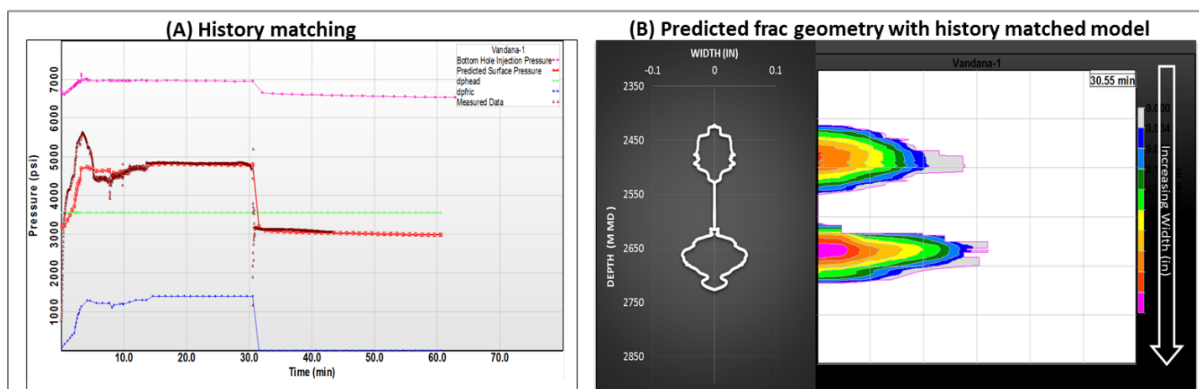 (A) History matching
Vandana-1
Bottom Hole Injection Pressure
Predicted Surface Pressure
dphead
dpfric
Measured Data
Pressure (psi)
7000
6000
5000
4000
3000
2000
1000
10.0 20.0 30.0 40.0 50.0 60.0 70.0
Time (min)
(B) Predicted frac geometry with history matched model
WIDTH (IN)
-0.1 0 0.1
DEPTH (M MD)
2350
2450
2550
2650
2750
2850
Vandana-1
30.55 min
0.000
Increasing Width (in)